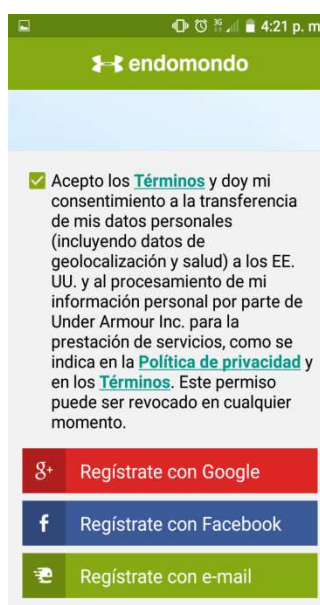 3G 4:21 p. m
endomondo
Acepto los Términos y doy mi
consentimiento a la transferencia
de mis datos personales
(incluyendo datos de
geolocalización y salud) a los EE.
UU. y al procesamiento de mi
información personal por parte de
Under Armour Inc. para la
prestación de servicios, como se
indica en la Política de privacidad y
en los Términos. Este permiso
puede ser revocado en cualquier
momento.
g+ Regístrate con Google
f Regístrate con Facebook
Regístrate con e-mail